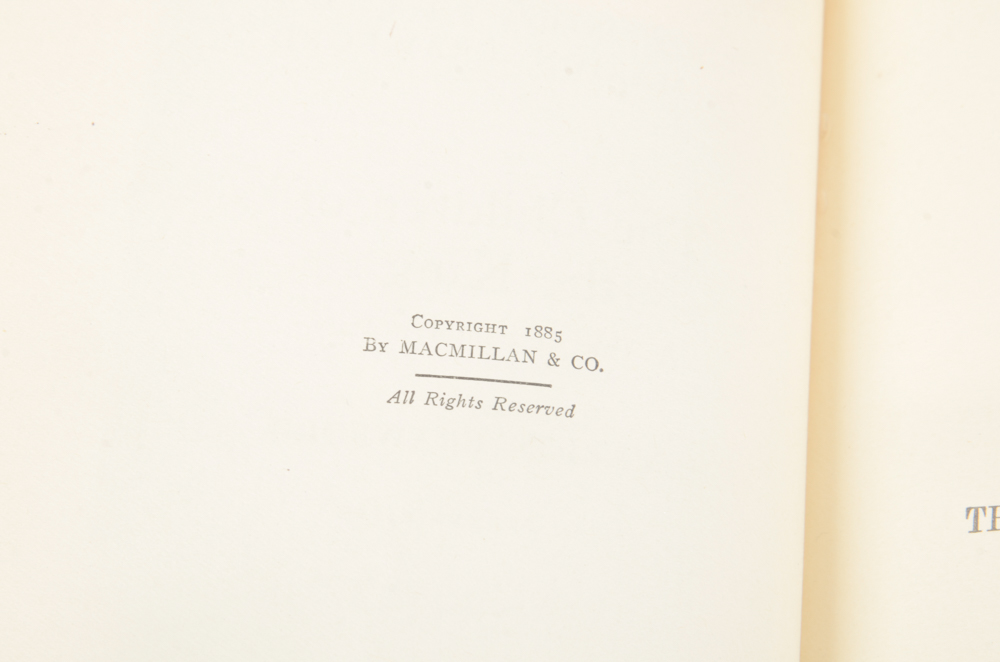 COPYRIGHT 1885
BY MACMILLAN & CO.
All Rights Reserved